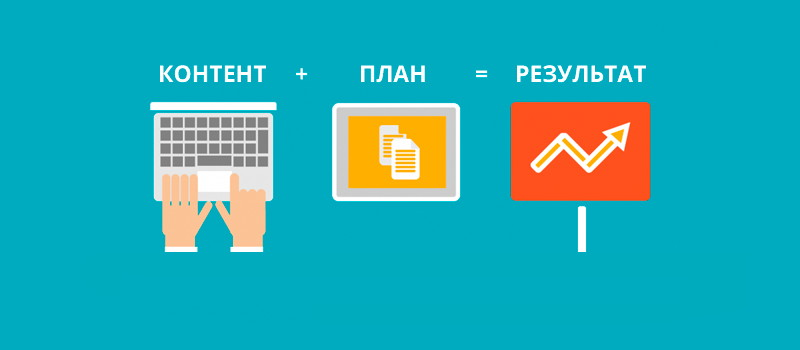 КОНТЕНТ + ПЛАН = РЕЗУЛЬТАТ